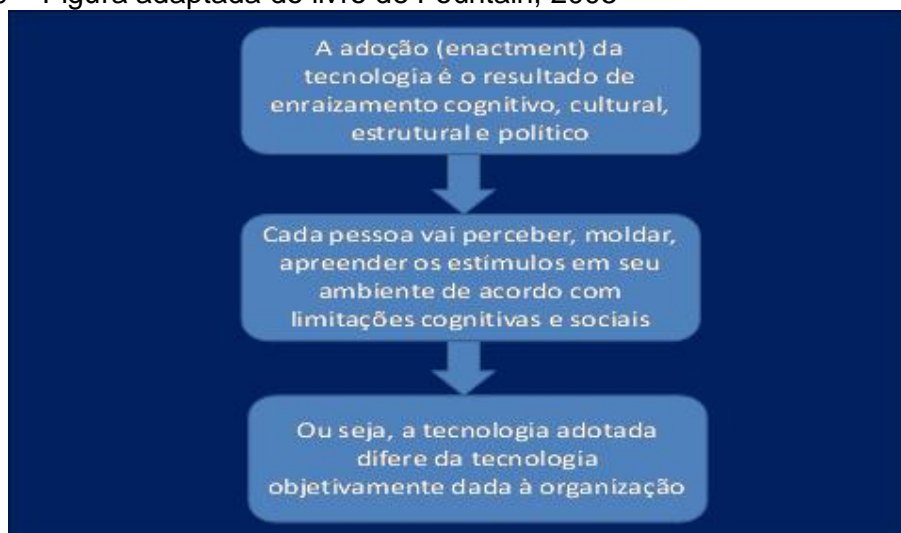 Figura adaptada do livro de Fountain,
A adoção (enactment) da
tecnologia é o resultado de
enraizamento cognitivo, cultural,
estrutural e político
Cada pessoa vai perceber, moldar,
apreender os estímulos em seu
ambiente de acordo com
limitações cognitivas e sociais
Ou seja, a tecnologia adotada
difere da tecnologia
objetivamente dada à organização